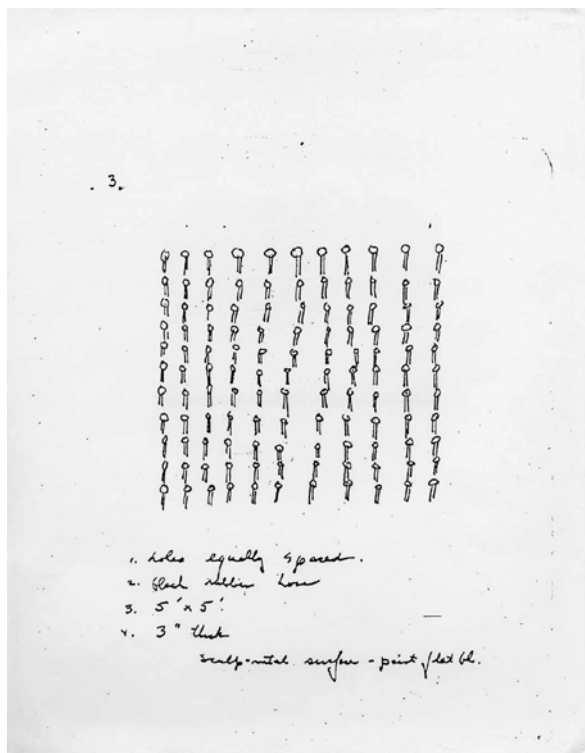 3.
1. holes equally spaced.
2. black rubber hose
3. 5' x 5'.
4. 3" thick
sculp-metal surface - paint flat bl.